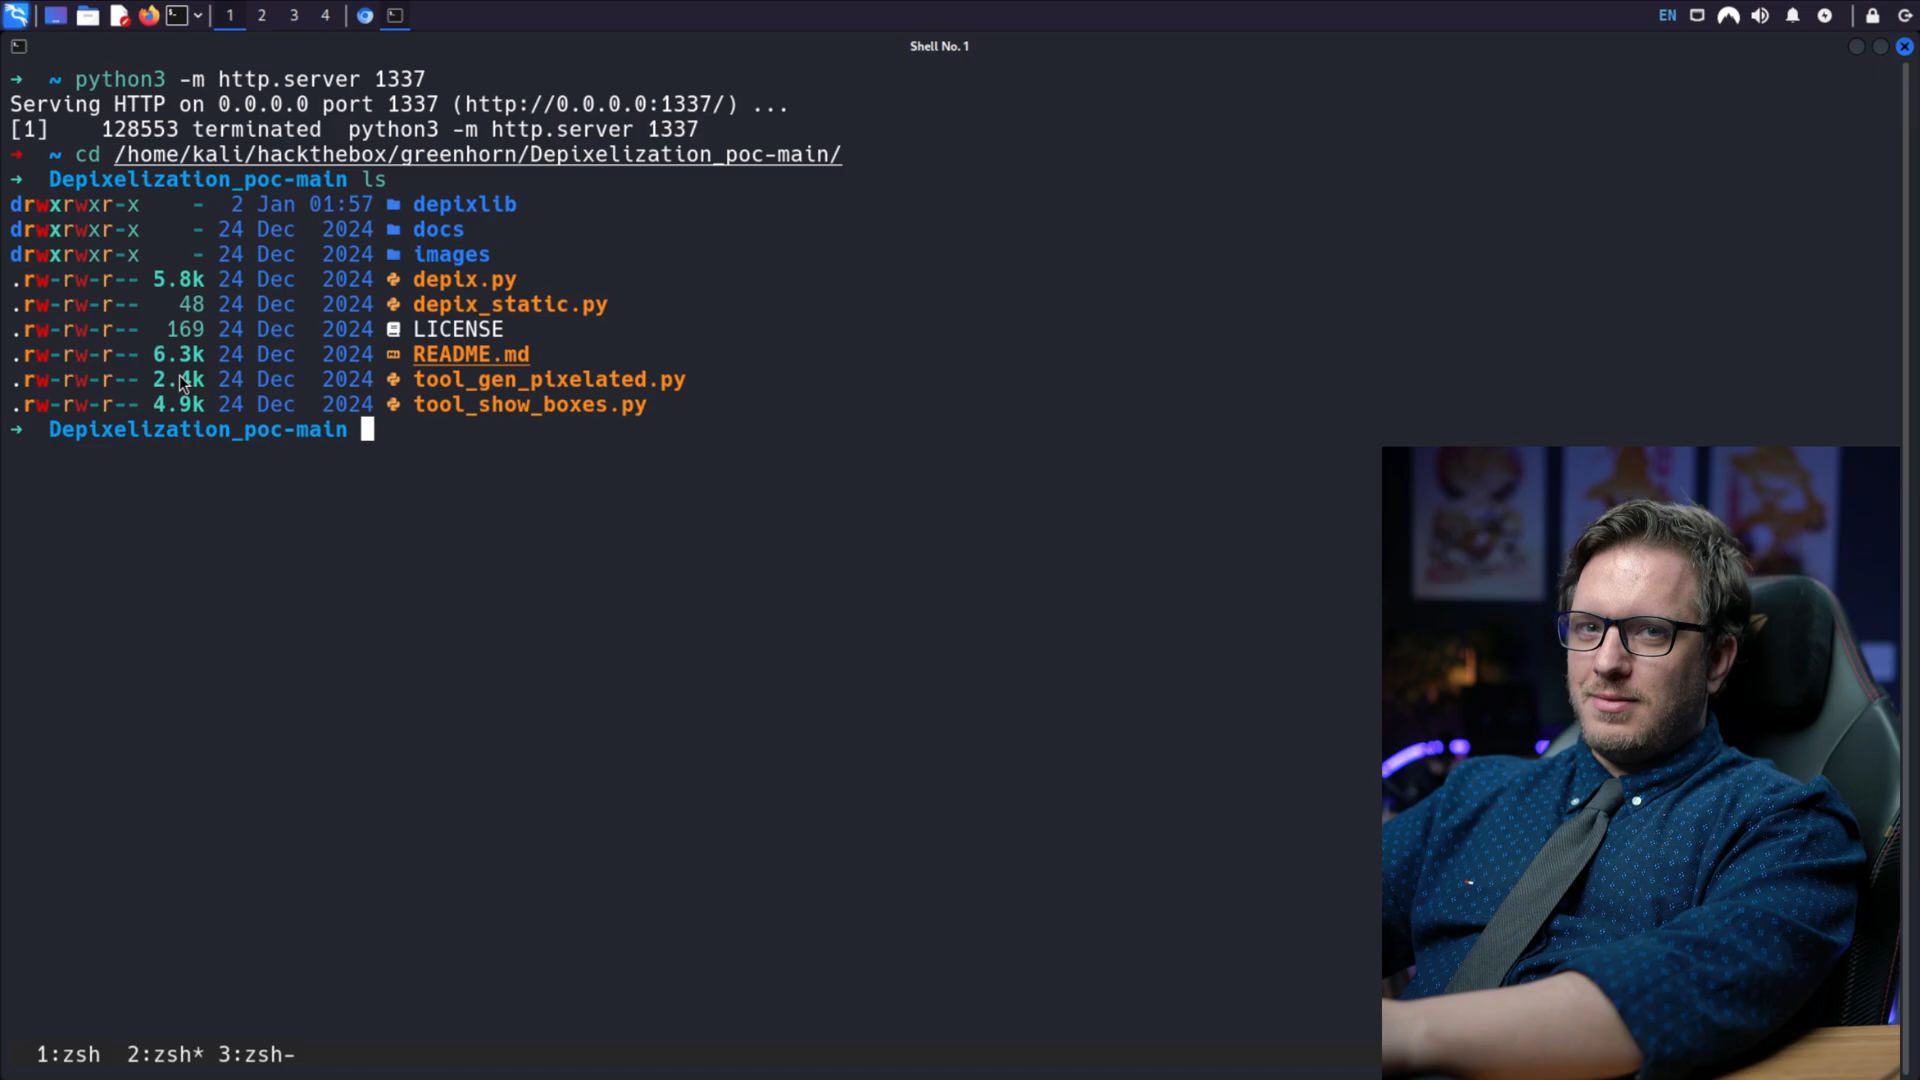 1 2 3 4 EN
Shell No. 1
→ ~ python3 -m http.server 1337
Serving HTTP on 0.0.0.0 port 1337 (http://0.0.0.0:1337/) ...
[1] 128553 terminated python3 -m http.server 1337
→ ~ cd /home/kali/hackthebox/greenhorn/Depixelization_poc-main/
→ Depixelization_poc-main ls
drwxrwxr-x - 2 Jan 01:57 depixlib
drwxrwxr-x - 24 Dec 2024 docs
drwxrwxr-x - 24 Dec 2024 images
.rw-rw-r-- 5.8k 24 Dec 2024 depix.py
.rw-rw-r-- 48 24 Dec 2024 depix_static.py
.rw-rw-r-- 169 24 Dec 2024 LICENSE
.rw-rw-r-- 6.3k 24 Dec 2024 README.md
.rw-rw-r-- 24 Dec 2024 tool_gen_pixelated.py
.rw-rw-r-- 4.9k 24 Dec 2024 tool_show_boxes.py
→ Depixelization_poc-main
1:zsh 2:zsh* 3:zsh-